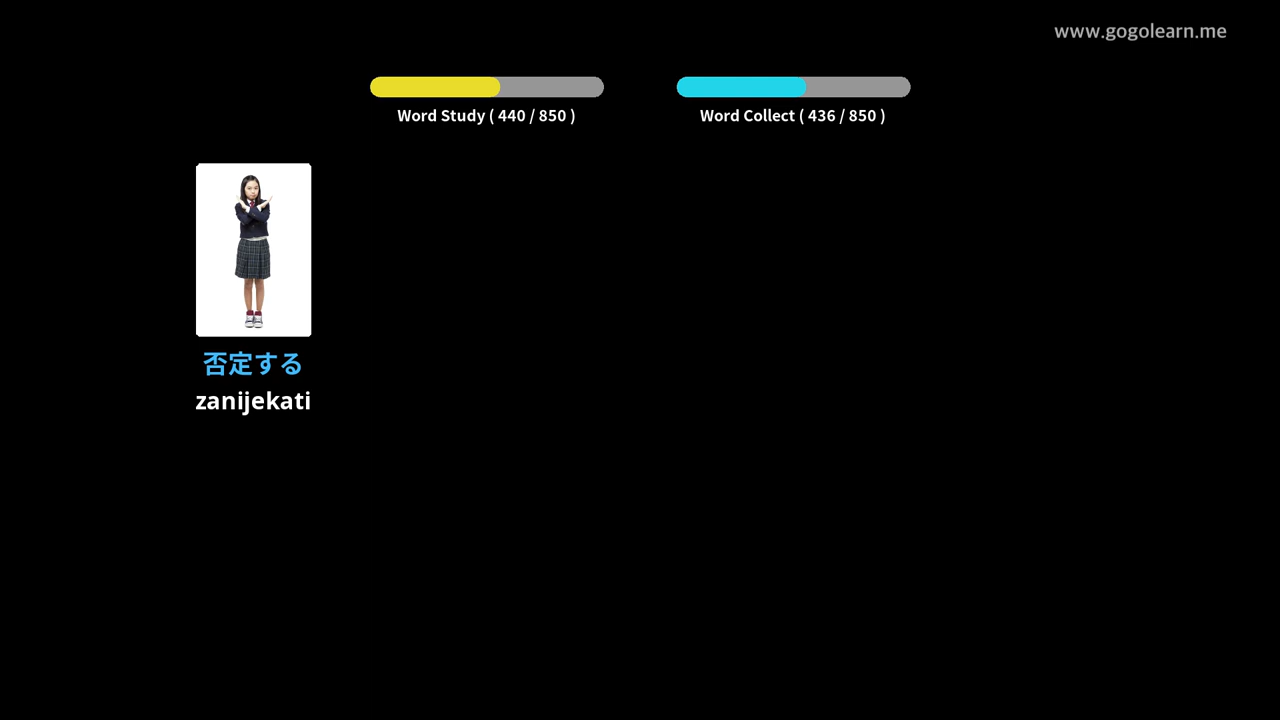 www.gogolearn.me
Word Study ( 440 / 850 )
Word Collect ( 436 / 850 )
否定する
zanijekati